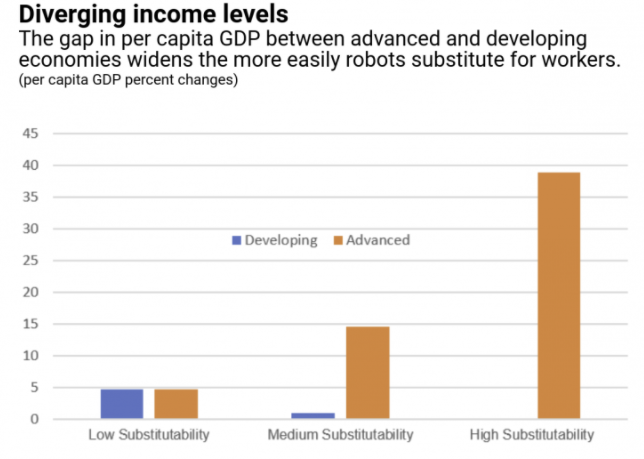 Diverging income levels
The gap in per capita GDP between advanced and developing
economies widens the more easily robots substitute for workers.
(per capita GDP percent changes)
45
40
35
30
Developing Advanced
25
20
15
10
5
0
Low Substitutability Medium Substitutability High Substitutability